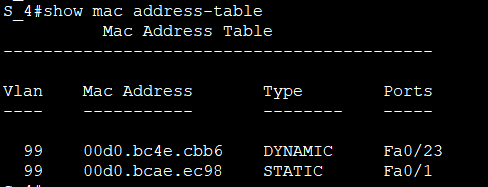 S_4#show mac address-table
Mac Address Table
-------------------------------------------
Vlan Mac Address Type Ports
---- ----------- -------- -----
99 00d0.bc4e.cbb6 DYNAMIC Fa0/23
99 00d0.bcae.ec98 STATIC Fa0/1
S_4#